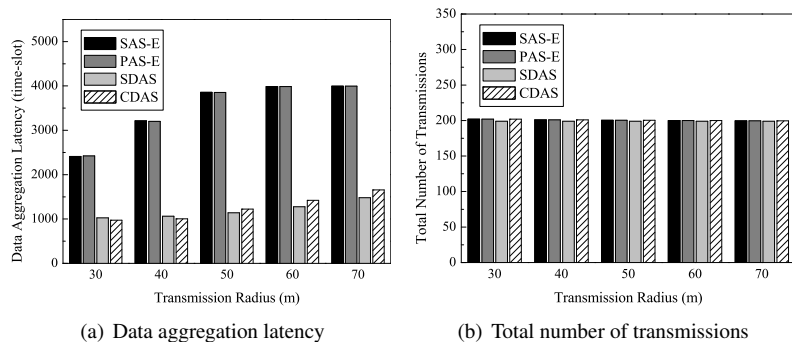 Data Aggregation Latency (time-slot)
5000
4000
3000
2000
1000
0
SAS-E
PAS-E
SDAS
CDAS
30 40 50 60 70
Transmission Radius (m)
(a) Data aggregation latency
Total Number of Transmissions
350
300
250
200
150
100
50
0
SAS-E
PAS-E
SDAS
CDAS
30 40 50 60 70
Transmission Radius (m)
(b) Total number of transmissions